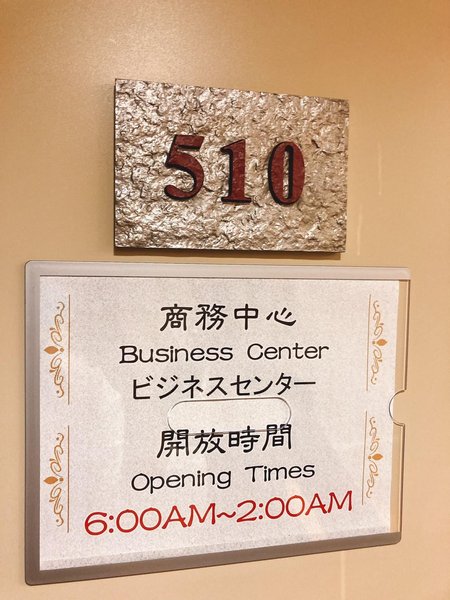 510
商務中心
Business Center
ビジネスセンター
開放時間
Opening Times
6:00AM~2:00AM